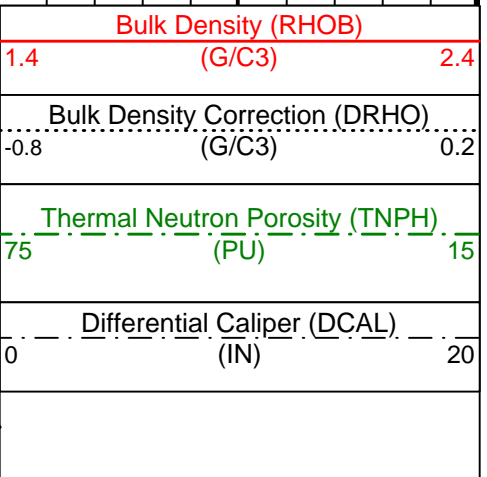 Bulk Density (RHOB)
1.4 (G/C3) 2.4
Bulk Density Correction (DRHO)
-0.8 (G/C3) 0.2
Thermal Neutron Porosity (TNPH)
75 (PU) 15
Differential Caliper (DCAL)
0 (IN) 20